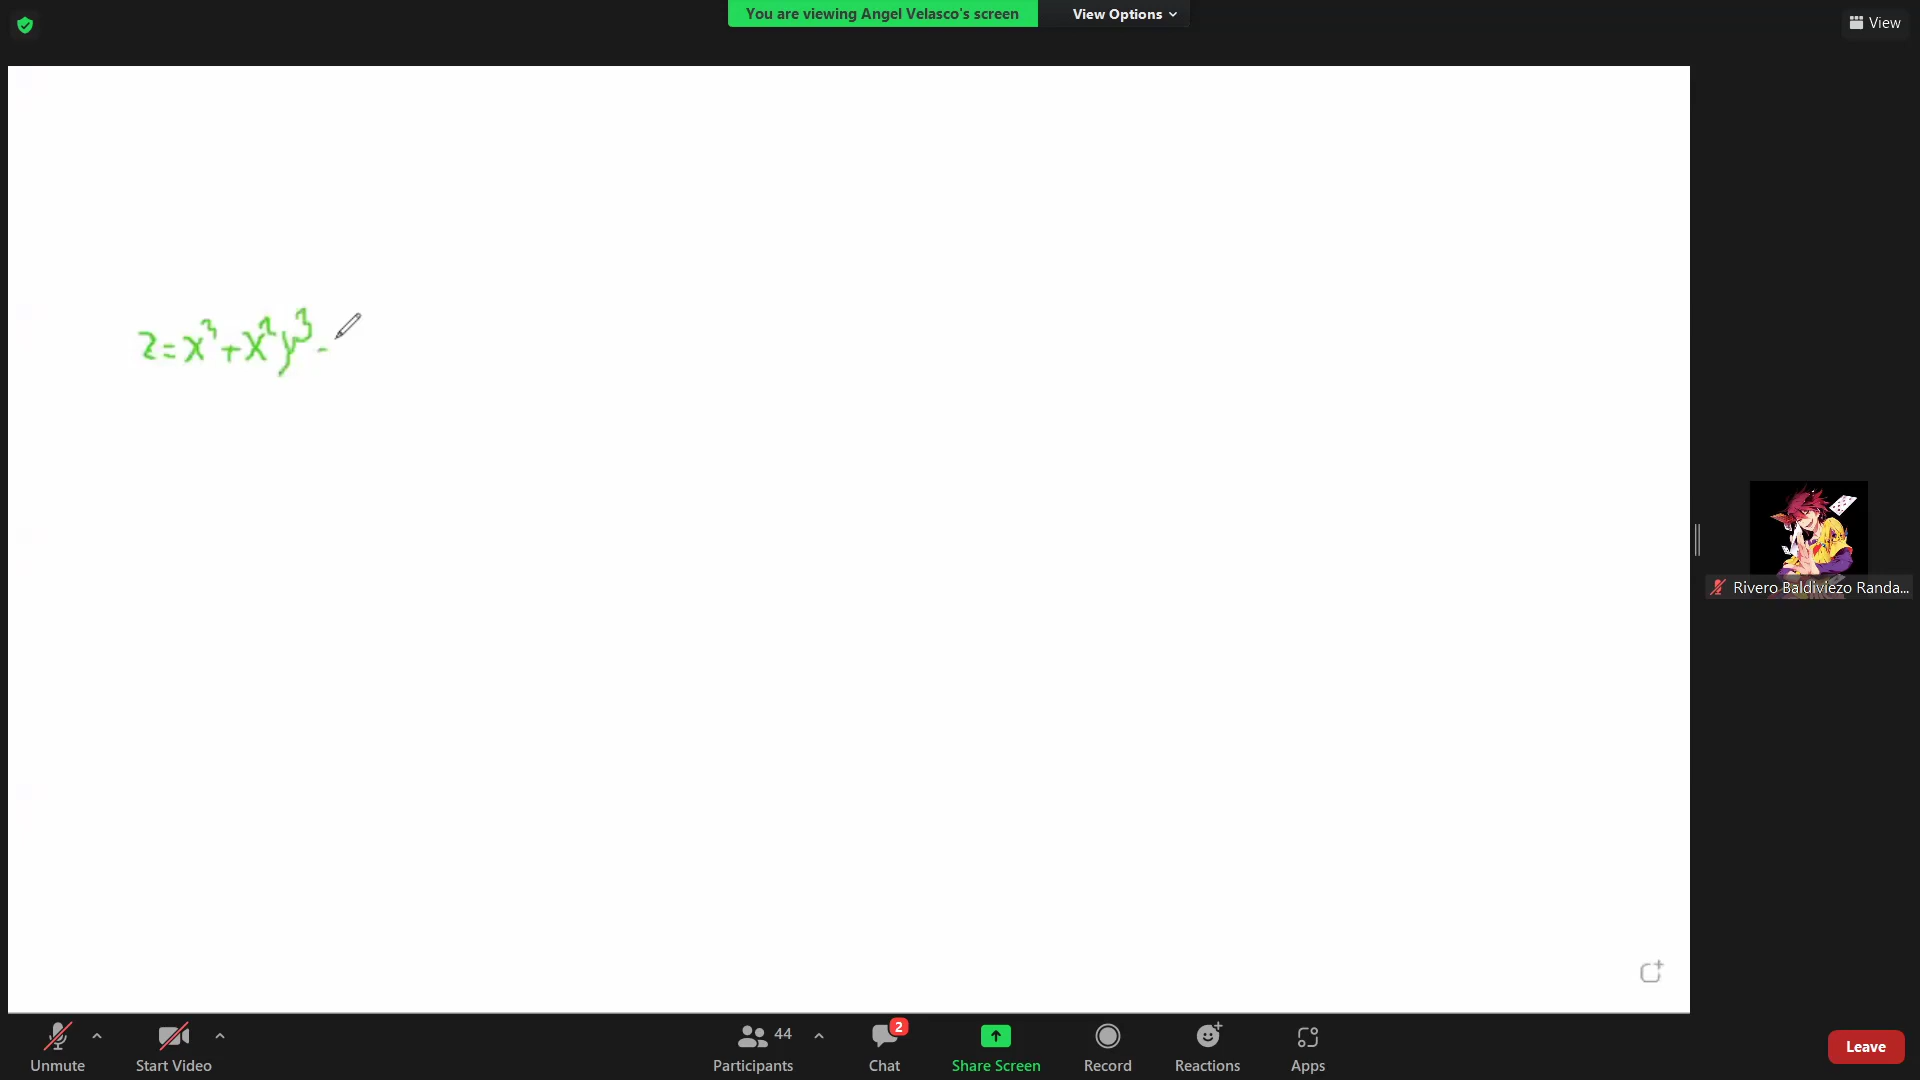 You are viewing Angel Velasco's screen
View Options
View
z=x³+x²y³-
Rivero Baldiviezo Randa...
Unmute
Start Video
44
Participants
2
Chat
Share Screen
Record
Reactions
Apps
Leave